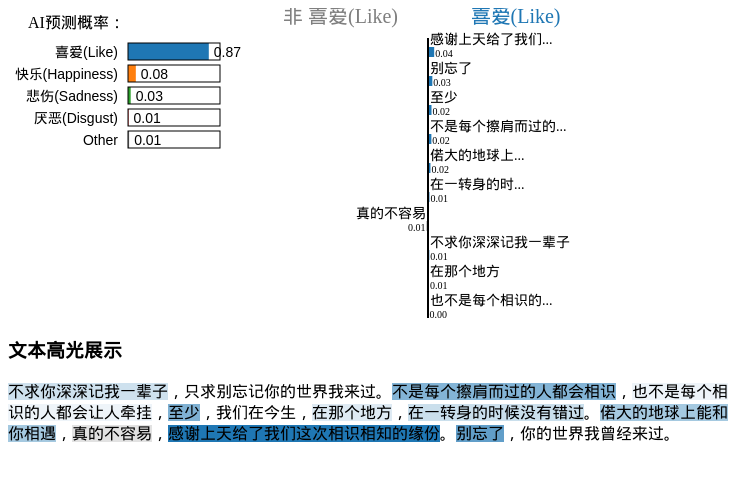 AI预测概率：
喜爱(Like) 0.87
快乐(Happiness) 0.08
悲伤(Sadness) 0.03
厌恶(Disgust) 0.01
Other 0.01
非 喜爱(Like) 喜爱(Like)
感谢上天给了我们...
0.04
别忘了
0.03
至少
0.02
不是每个擦肩而过的...
0.02
偌大的地球上...
0.02
在一转身的时...
0.01
真的不容易
0.01
不求你深深记我一辈子
0.01
在那个地方
0.01
也不是每个相识的...
0.00
文本高光展示
不求你深深记我一辈子，只求别忘记你的世界我来过。不是每个擦肩而过的人都会相识，也不是每个相
识的人都会让人牵挂，至少，我们在今生，在那个地方，在一转身的时候没有错过。偌大的地球上能和
你相遇，真的不容易，感谢上天给了我们这次相识相知的缘份。别忘了，你的世界我曾经来过。